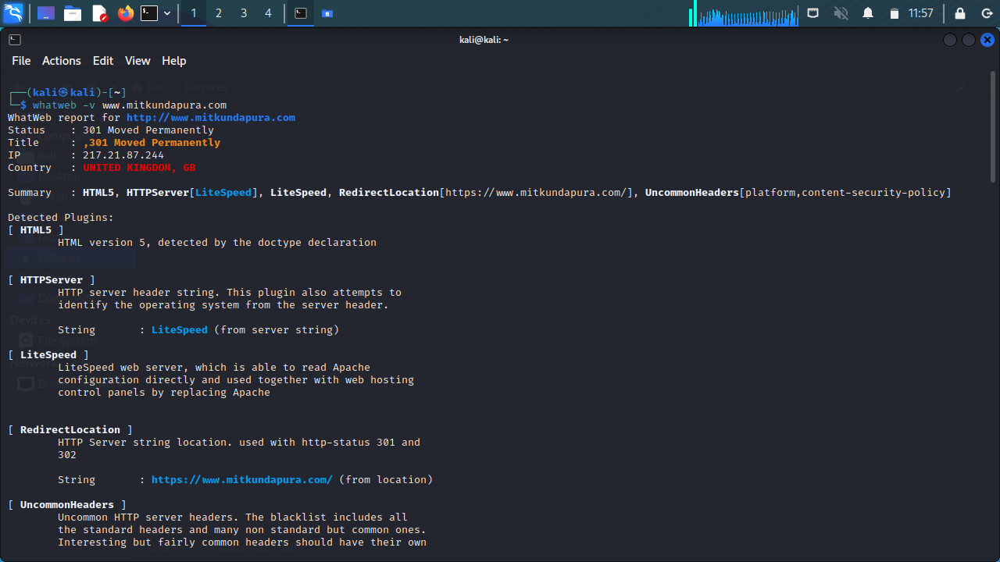 1 2 3 4 11:57
kali@kali: ~
File Actions Edit View Help
┌──(kali㉿kali)-[~]
└─$ whatweb -v www.mitkundapura.com
WhatWeb report for http://www.mitkundapura.com
Status    : 301 Moved Permanently
Title     : ,301 Moved Permanently
IP        : 217.21.87.244
Country   : UNITED KINGDOM, GB
Summary   : HTML5, HTTPServer[LiteSpeed], LiteSpeed, RedirectLocation[https://www.mitkundapura.com/], UncommonHeaders[platform,content-security-policy]
Detected Plugins:
[ HTML5 ]
HTML version 5, detected by the doctype declaration
[ HTTPServer ]
HTTP server header string. This plugin also attempts to
identify the operating system from the server header.
String       : LiteSpeed (from server string)
[ LiteSpeed ]
LiteSpeed web server, which is able to read Apache
configuration directly and used together with web hosting
control panels by replacing Apache
[ RedirectLocation ]
HTTP Server string location. used with http-status 301 and
302
String       : https://www.mitkundapura.com/ (from location)
[ UncommonHeaders ]
Uncommon HTTP server headers. The blacklist includes all
the standard headers and many non standard but common ones.
Interesting but fairly common headers should have their own